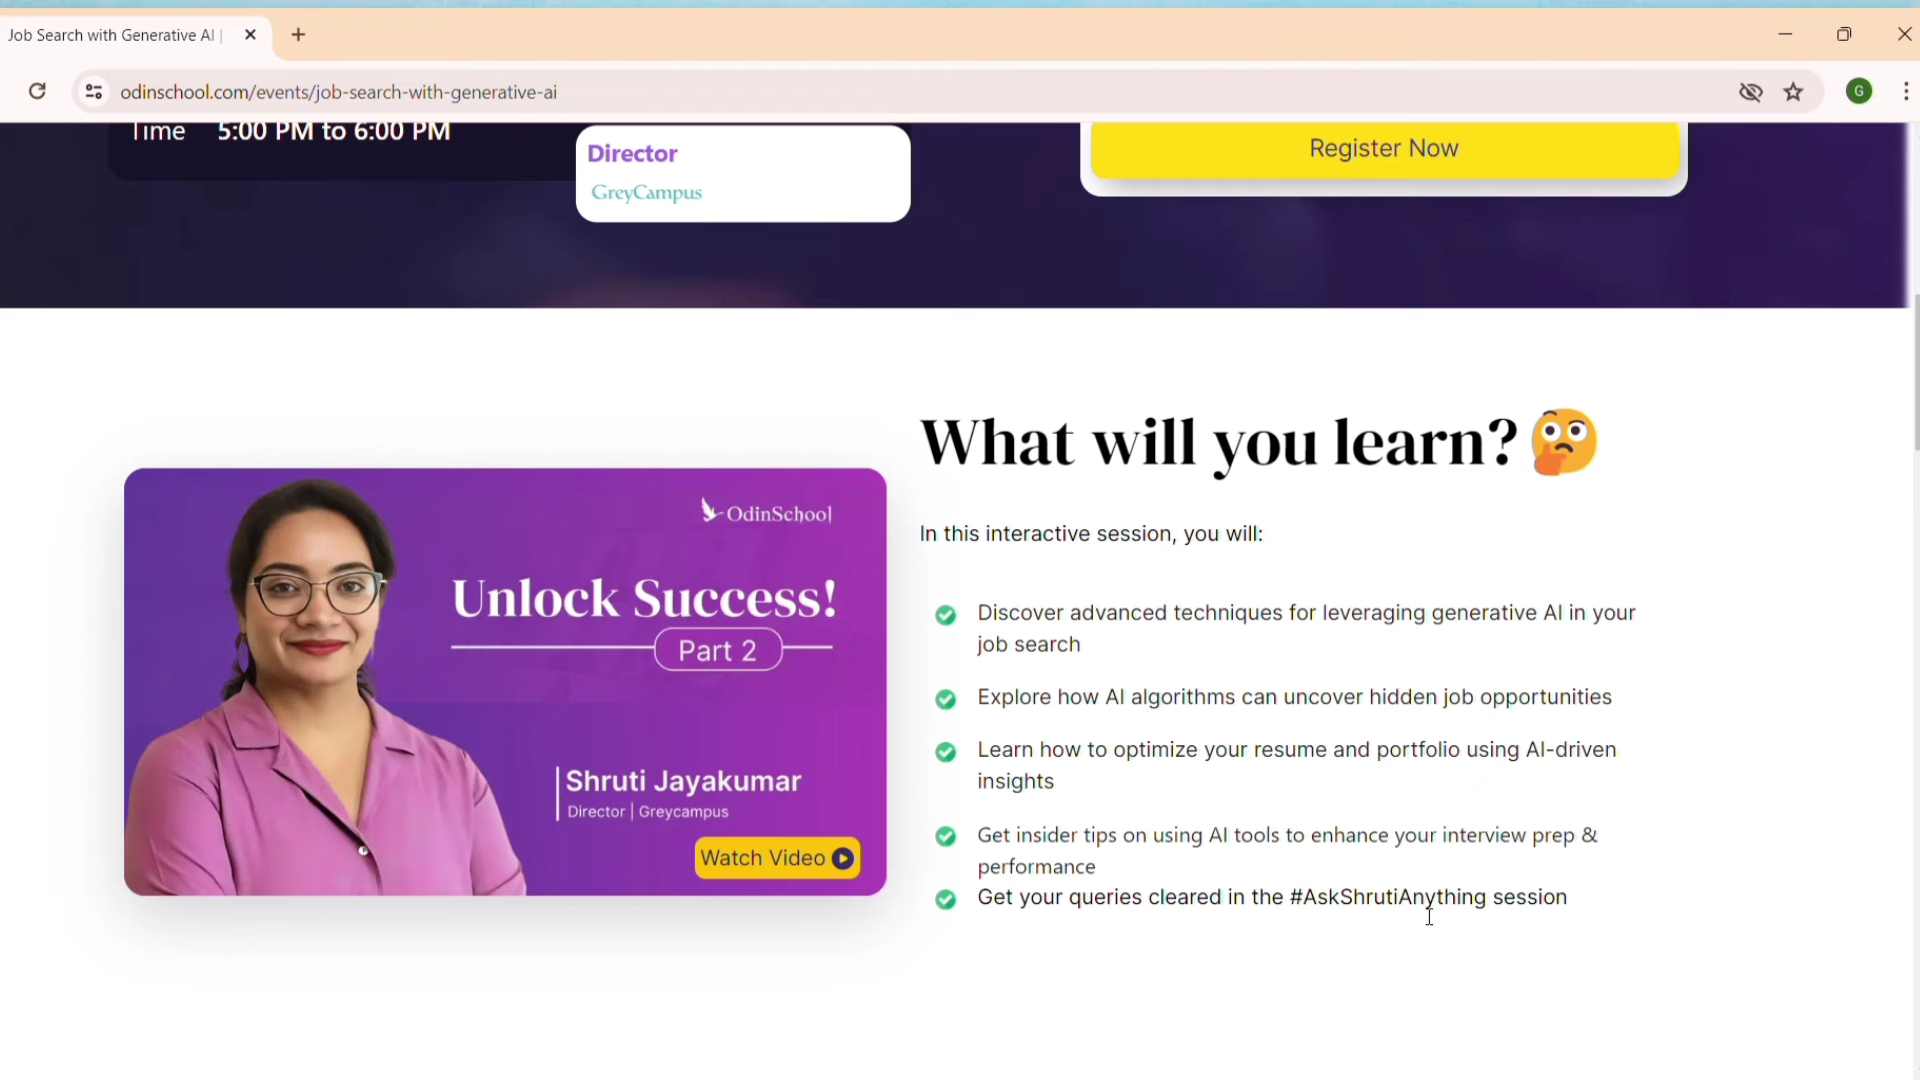 Job Search with Generative AI |
odinschool.com/events/job-search-with-generative-ai
G
Time 5:00 PM to 6:00 PM
Director
GreyCampus
Register Now
What will you learn?
In this interactive session, you will:
Discover advanced techniques for leveraging generative AI in your
job search
Explore how AI algorithms can uncover hidden job opportunities
Learn how to optimize your resume and portfolio using AI-driven
insights
Get insider tips on using AI tools to enhance your interview prep &
performance
Get your queries cleared in the #AskShrutiAnything session
OdinSchool
Unlock Success!
Part 2
Shruti Jayakumar
Director | Greycampus
Watch Video